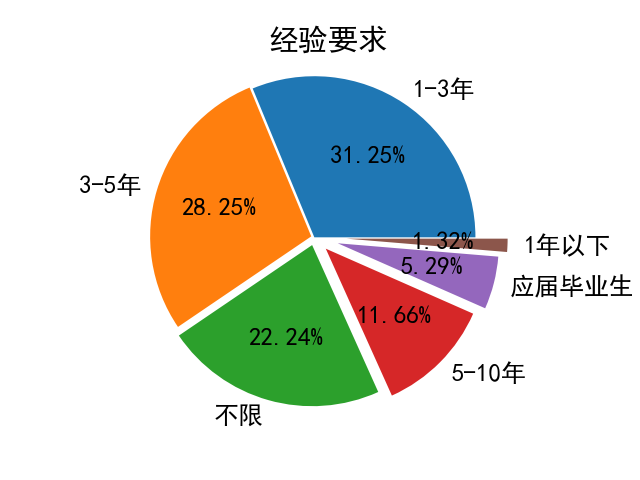 经验要求
1-3年
31.25%
3-5年
28.25%
不限
22.24%
5-10年
11.66%
应届毕业生
5.29%
1年以下
1.32%